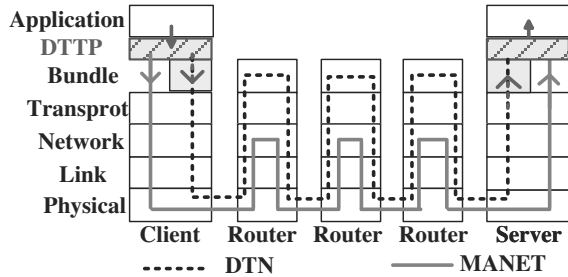 Application
DTTP
Bundle
Transprot
Network
Link
Physical
Client Router Router Router Server
DTN MANET